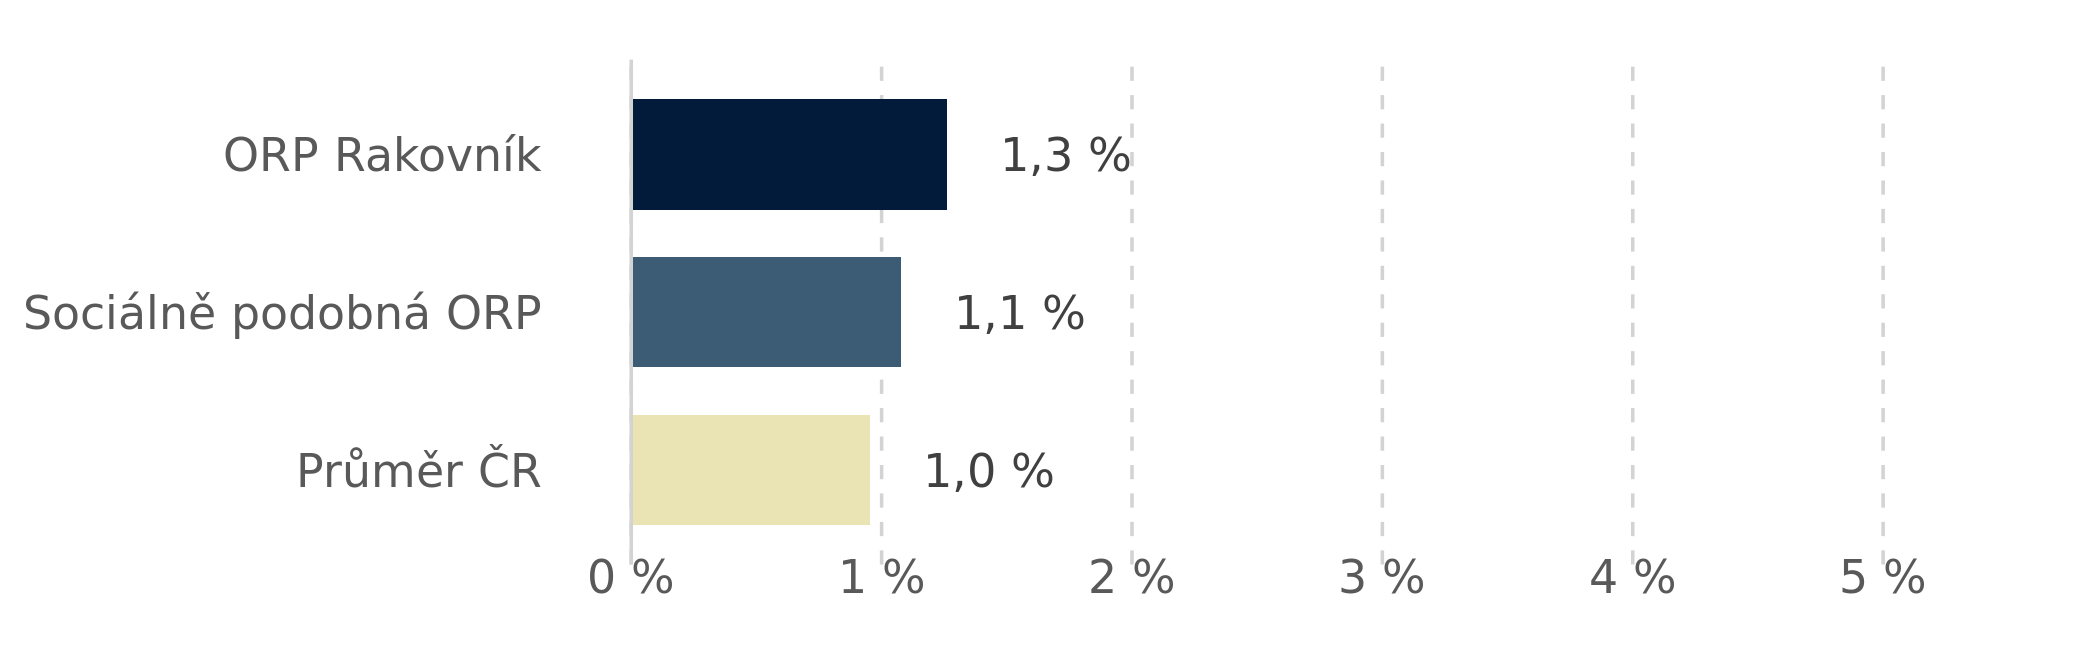 ORP Rakovník 1,3 %
Sociálně podobná ORP 1,1 %
Průměr ČR 1,0 %
0 % 1 % 2 % 3 % 4 % 5 %